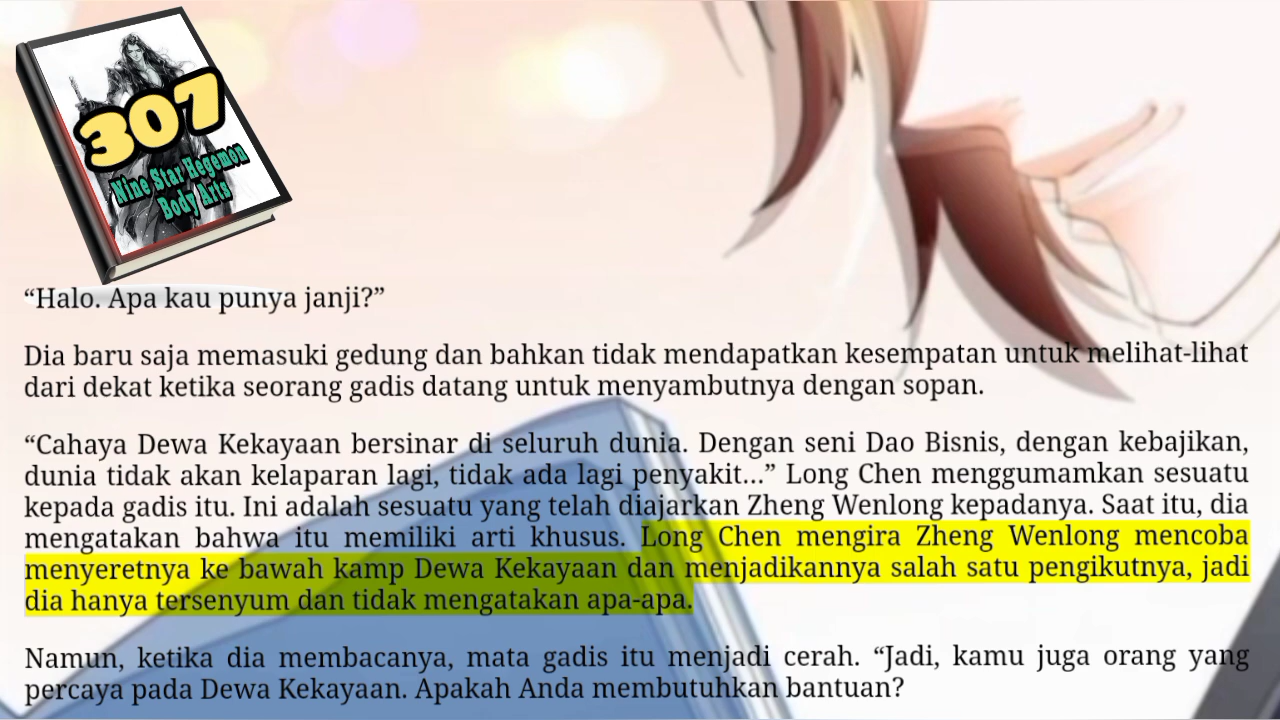 307
Nine Star Hegemon
Body Arts
“Halo. Apa kau punya janji?”
Dia baru saja memasuki gedung dan bahkan tidak mendapatkan kesempatan untuk melihat-lihat
dari dekat ketika seorang gadis datang untuk menyambutnya dengan sopan.
“Cahaya Dewa Kekayaan bersinar di seluruh dunia. Dengan seni Dao Bisnis, dengan kebajikan,
dunia tidak akan kelaparan lagi, tidak ada lagi penyakit...” Long Chen menggumamkan sesuatu
kepada gadis itu. Ini adalah sesuatu yang telah diajarkan Zheng Wenlong kepadanya. Saat itu, dia
mengatakan bahwa itu memiliki arti khusus. Long Chen mengira Zheng Wenlong mencoba
menyeretnya ke bawah kamp Dewa Kekayaan dan menjadikannya salah satu pengikutnya, jadi
dia hanya tersenyum dan tidak mengatakan apa-apa.
Namun, ketika dia membacanya, mata gadis itu menjadi cerah. “Jadi, kamu juga orang yang
percaya pada Dewa Kekayaan. Apakah Anda membutuhkan bantuan?